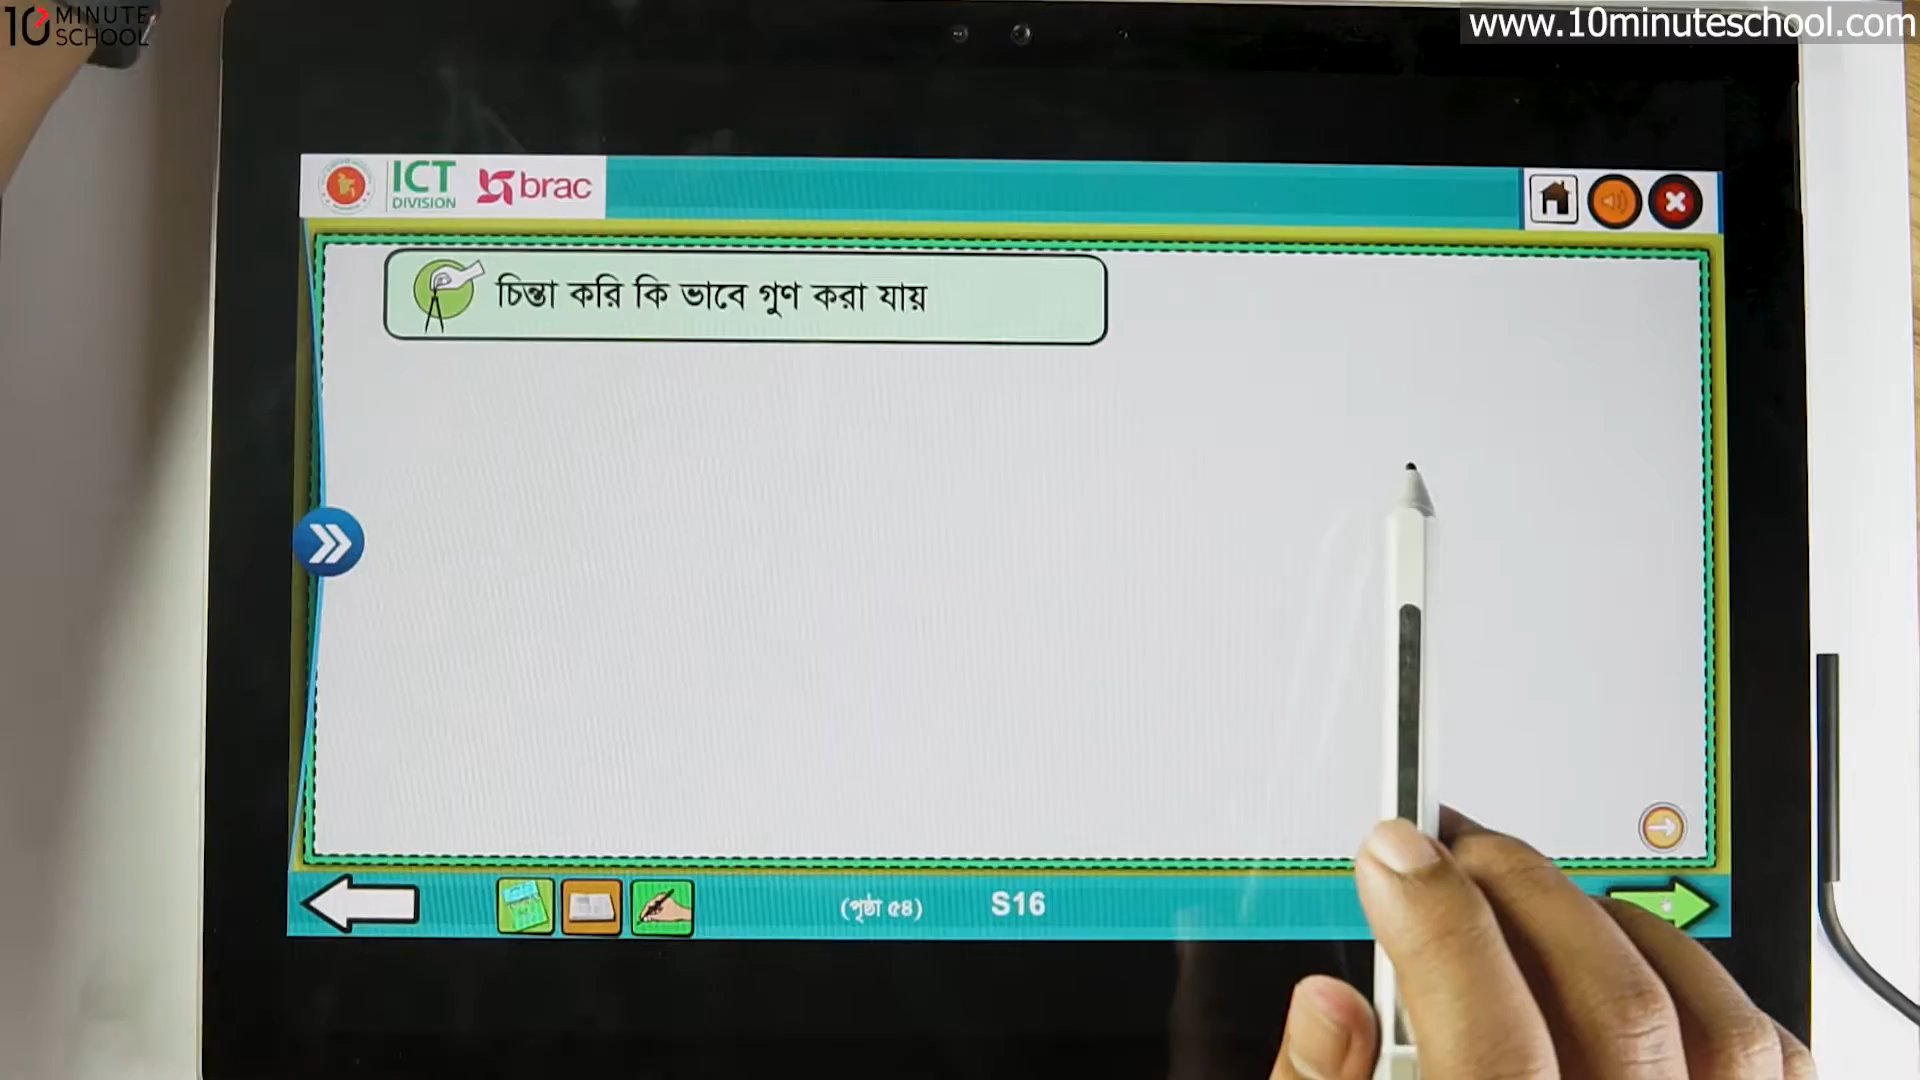 10 MINUTE SCHOOL
www.10minuteschool.com
ICT DIVISION
brac
চিন্তা করি কি ভাবে গুণ করা যায়
(পৃষ্ঠা ৫৪)
S16